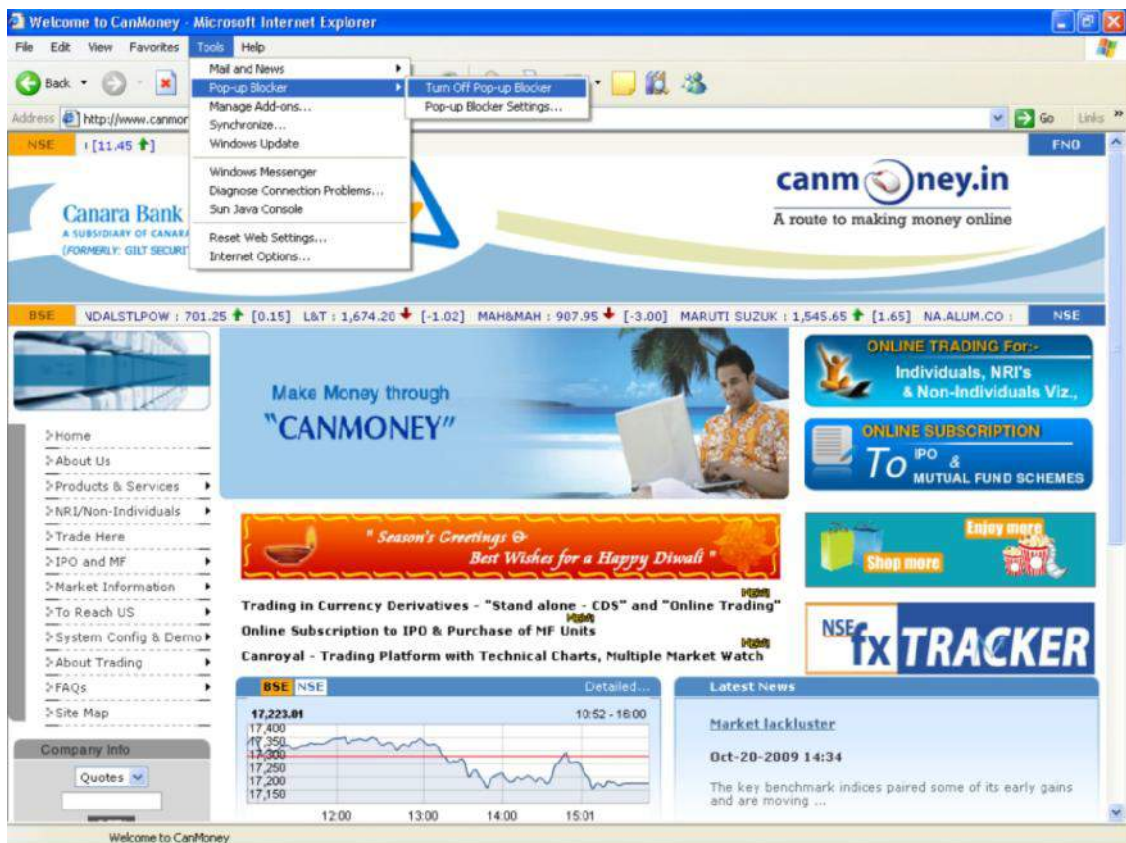 Welcome to CanMoney - Microsoft Internet Explorer
File Edit View Favorites Tools Help
Back
Mail and News
Pop-up Blocker
Manage Add-ons...
Synchronize...
Windows Update
Windows Messenger
Diagnose Connection Problems...
Sun Java Console
Reset Web Settings...
Internet Options...
Turn Off Pop-up Blocker
Pop-up Blocker Settings...
Address http://www.canmor Go Links »
NSE [11.45 ] FNO
Canara Bank
A SUBSIDIARY OF CANARA
(FORMERLY: GILT SECURIT
canmoney.in
A route to making money online
BSE NDALSTLPOW : 701.25 [0.15] L&T : 1,674.20 [-1.02] MAH&MAH : 907.95 [-3.00] MARUTI SUZUK : 1,545.65 [1.65] NA.ALUM.CO : NSE
Make Money through
"CANMONEY"
ONLINE TRADING For:-
Individuals, NRI's
& Non-Individuals Viz.,
ONLINE SUBSCRIPTION
To IPO &
MUTUAL FUND SCHEMES
Home
About Us
Products & Services
NRI/Non-Individuals
Trade Here
IPO and MF
Market Information
To Reach US
System Config & Demo
About Trading
FAQs
Site Map
" Season's Greetings &
Best Wishes for a Happy Diwali "
Enjoy more
Shop more
Trading in Currency Derivatives - "Stand alone - CDS" and "Online Trading" NEW!
Online Subscription to IPO & Purchase of MF Units NEW!
Canroyal - Trading Platform with Technical Charts, Multiple Market Watch NEW!
NSE fx TRACKER
BSE NSE Detailed...
17,223.01 10:52 - 16:00
17,400
17,350
17,300
17,250
17,200
17,150
12:00 13:00 14:00 15:01
Latest News
Market lackluster
Oct-20-2009 14:34
The key benchmark indices paired some of its early gains
and are moving ...
Company Info
Quotes
Welcome to CanMoney